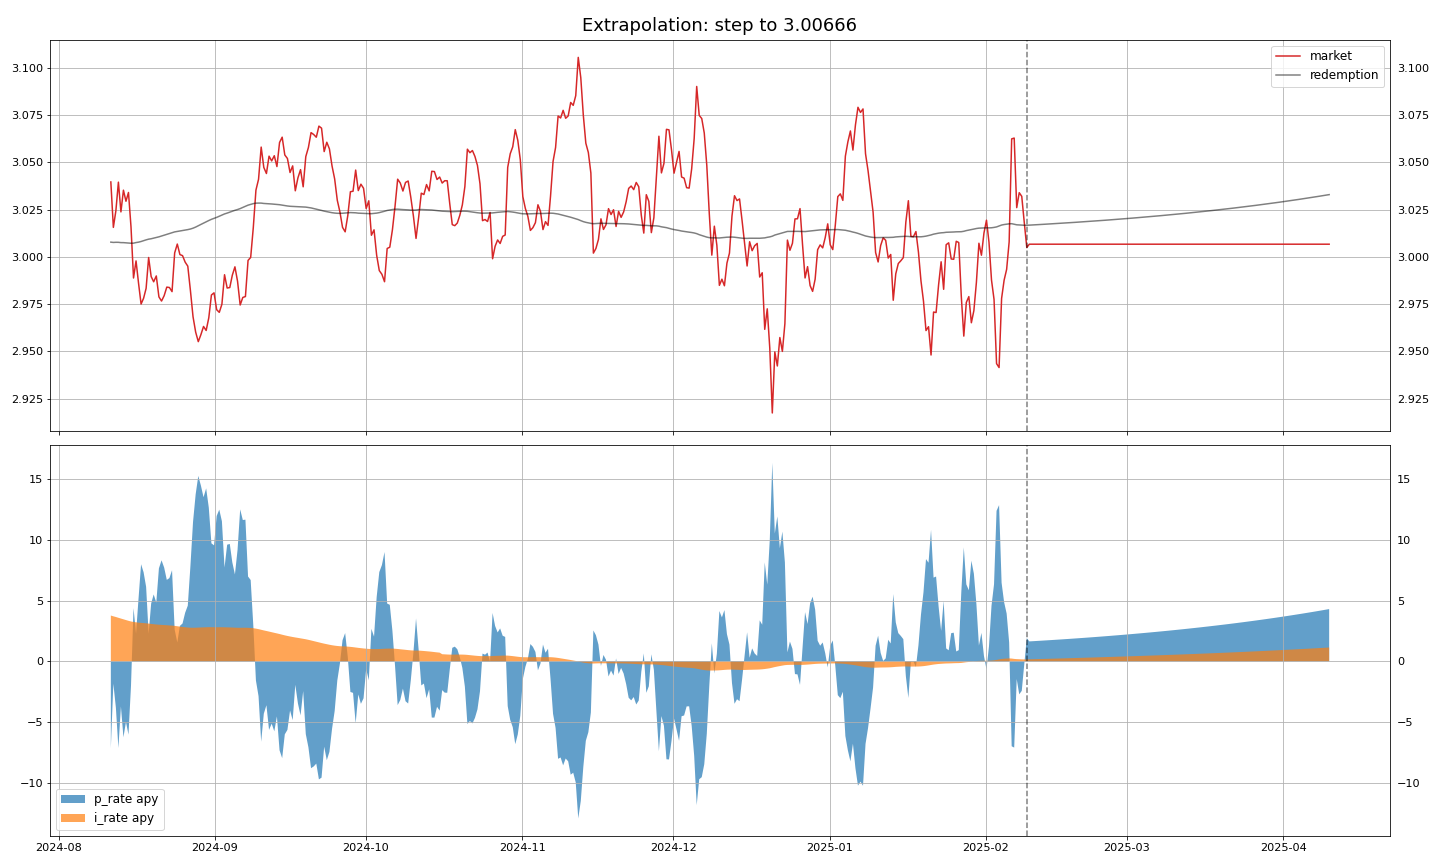 Extrapolation: step to 3.00666
market
redemption
3.100 3.100
3.075 3.075
3.050 3.050
3.025 3.025
3.000 3.000
2.975 2.975
2.950 2.950
2.925 2.925
15 15
10 10
5 5
0 0
−5 −5
−10 −10
p_rate apy
i_rate apy
2024-08 2024-09 2024-10 2024-11 2024-12 2025-01 2025-02 2025-03 2025-04